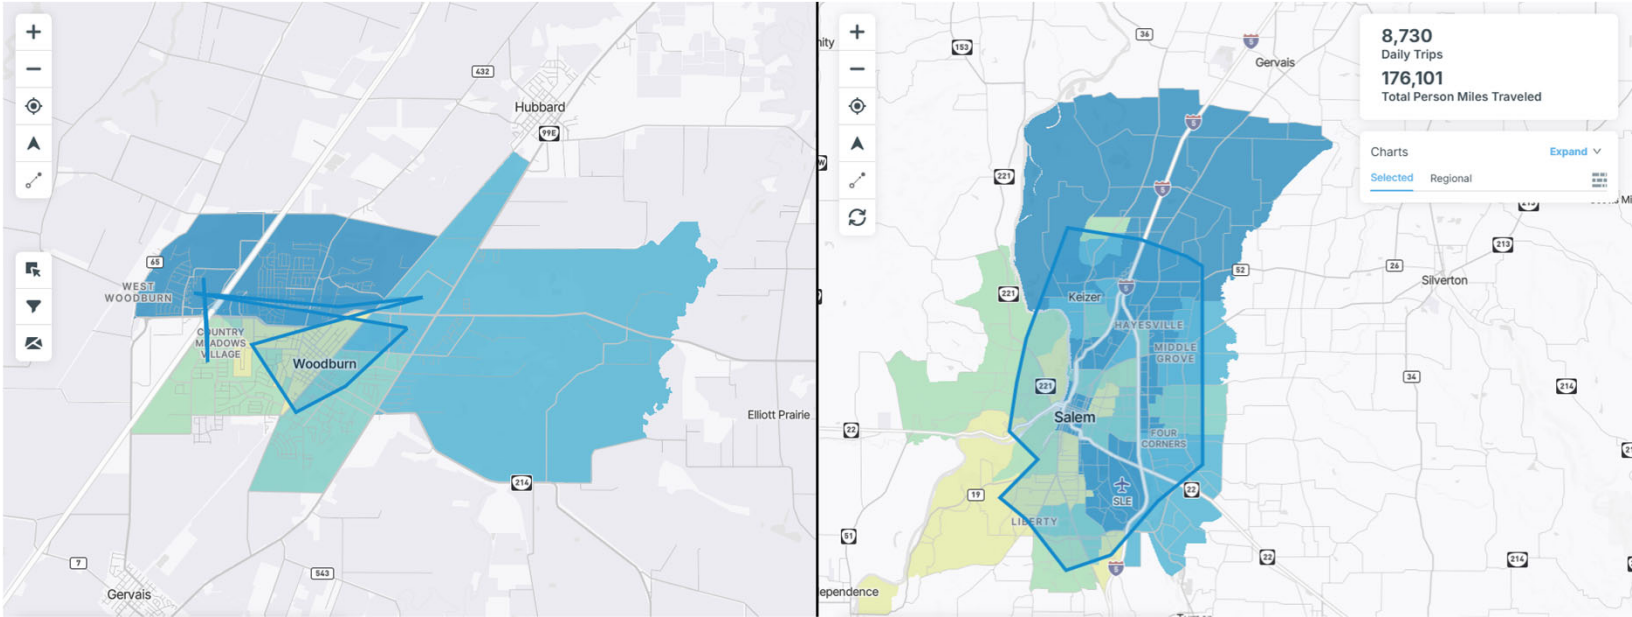 432
Hubbard
99E
65
WEST
WOODBURN
COUNTRY
MEADOWS
VILLAGE
Woodburn
Elliott Prairie
214
7
543
Gervais
36
5
153
Gervais
8,730
Daily Trips
176,101
Total Person Miles Traveled
5
Charts
Expand
Selected
Regional
221
5
213
52
26
Silverton
221
Keizer
5
HAYESVILLE
MIDDLE
GROVE
34
221
214
Salem
22
FOUR
CORNERS
19
SLE
22
LIBERTY
51
22
214
5
ependence